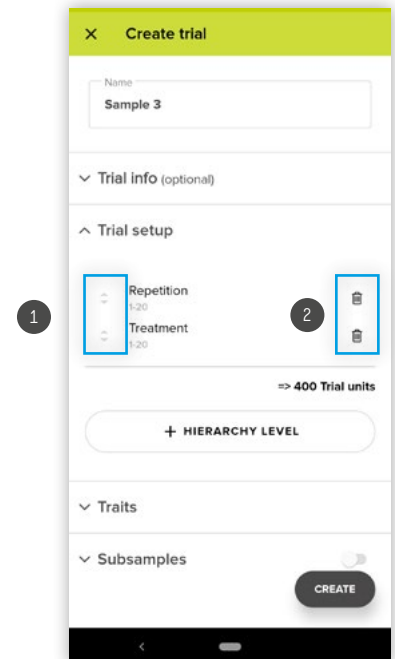 × Create trial
Name
Sample 3
Trial info (optional)
Trial setup
Repetition
1-20
1
2
Treatment
1-20
=> 400 Trial units
+ HIERARCHY LEVEL
Traits
Subsamples
CREATE